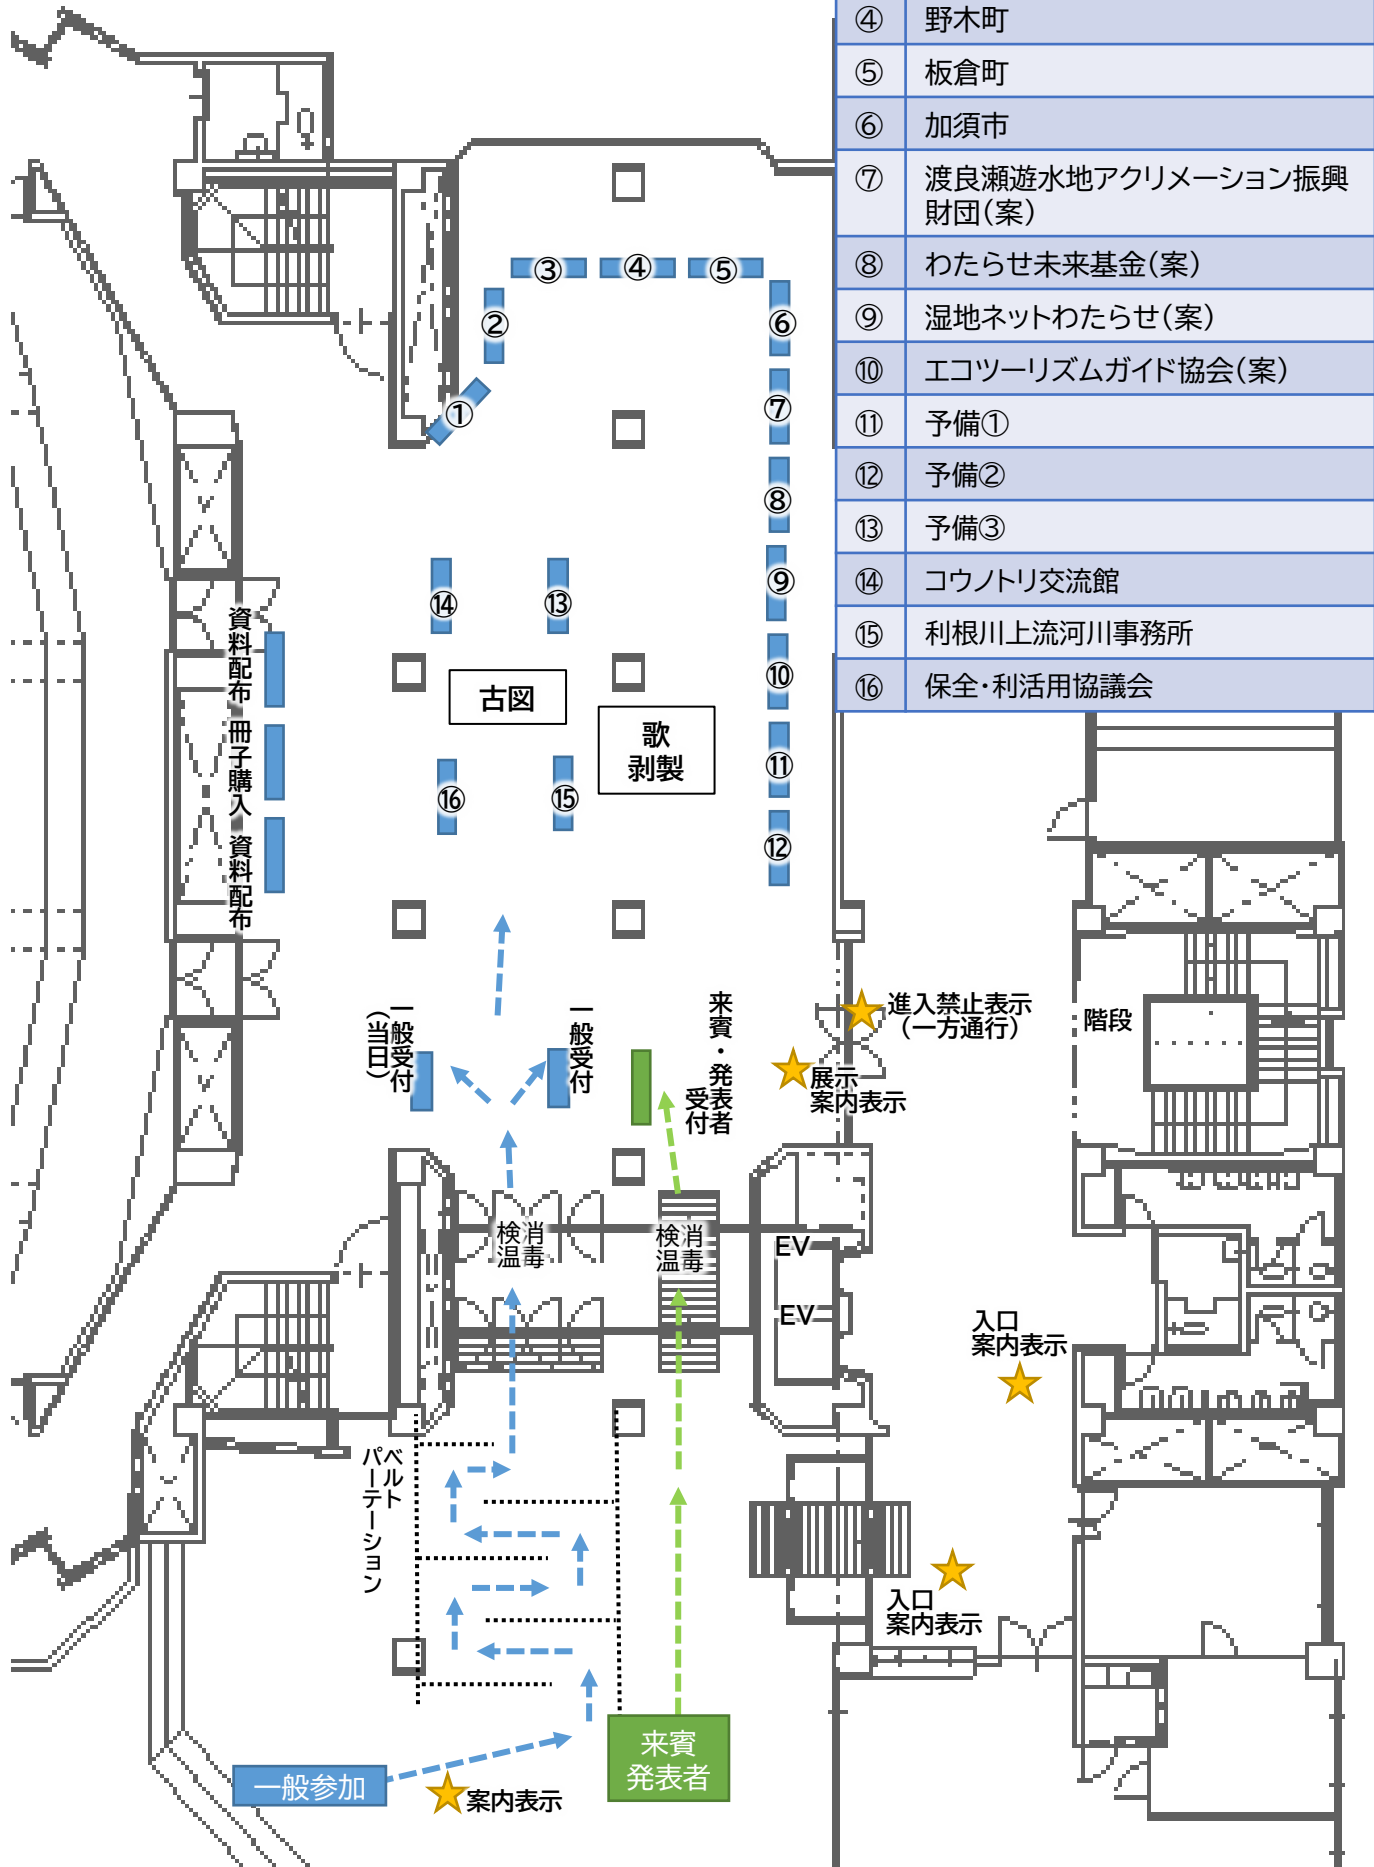 ④ 野木町
⑤ 板倉町
⑥ 加須市
⑦ 渡良瀬遊水地アクリメーション振興
財団(案)
⑧ わたらせ未来基金(案)
⑨ 湿地ネットわたらせ(案)
⑩ エコツーリズムガイド協会(案)
⑪ 予備①
⑫ 予備②
⑬ 予備③
⑭ コウノトリ交流館
⑮ 利根川上流河川事務所
⑯ 保全・利活用協議会
③
④
⑤
②
⑥
①
⑦
⑧
⑨
⑭
⑬
⑩
古図
歌
剥製
⑪
⑯
⑮
⑫
資料配布
冊子購入
資料配布
一般受付
(当日)
一般受付
来賓・発表者
受付
進入禁止表示
(一方通行)
展示
案内表示
階段
消毒
検温
消毒
検温
EV
EV
入口
案内表示
ベルト
パーテーション
入口
案内表示
来賓
発表者
一般参加
案内表示